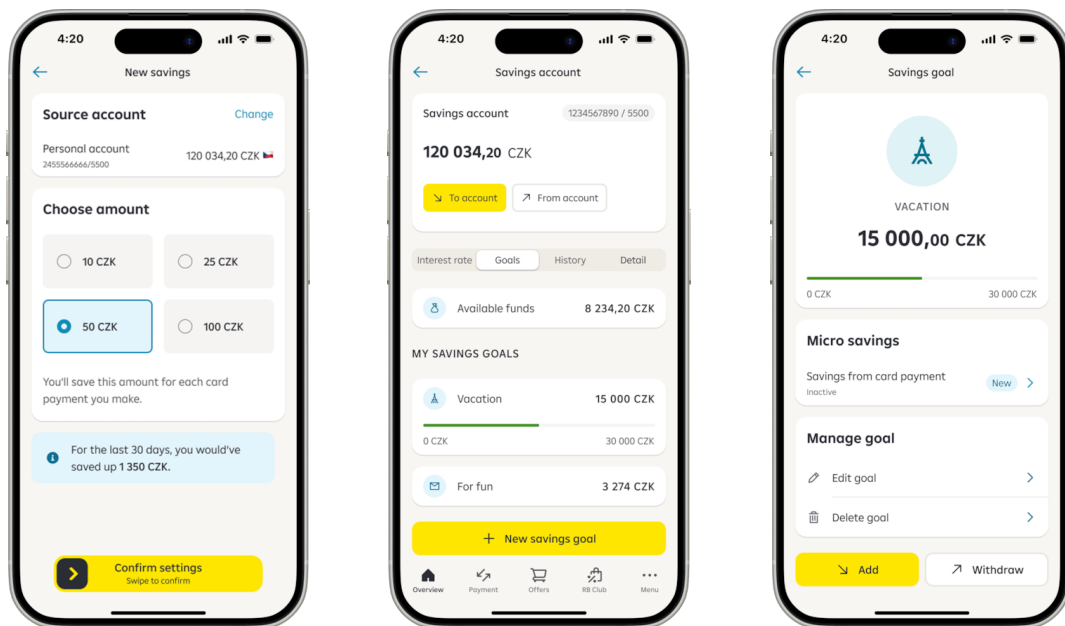 4:20
New savings
Source account
Change
Personal account
2455566666/5500
120 034,20 CZK
Choose amount
10 CZK
25 CZK
50 CZK
100 CZK
You'll save this amount for each card
payment you make.
For the last 30 days, you would've
saved up 1 350 CZK.
Confirm settings
Swipe to confirm
4:20
Savings account
Savings account
1234567890 / 5500
120 034,20 CZK
To account
From account
Interest rate
Goals
History
Detail
Available funds
8 234,20 CZK
MY SAVINGS GOALS
Vacation
15 000 CZK
0 CZK
30 000 CZK
For fun
3 274 CZK
New savings goal
Overview
Payment
Offers
RB Club
Menu
4:20
Savings goal
VACATION
15 000,00 CZK
0 CZK
30 000 CZK
Micro savings
Savings from card payment
Inactive
New
Manage goal
Edit goal
Delete goal
Add
Withdraw